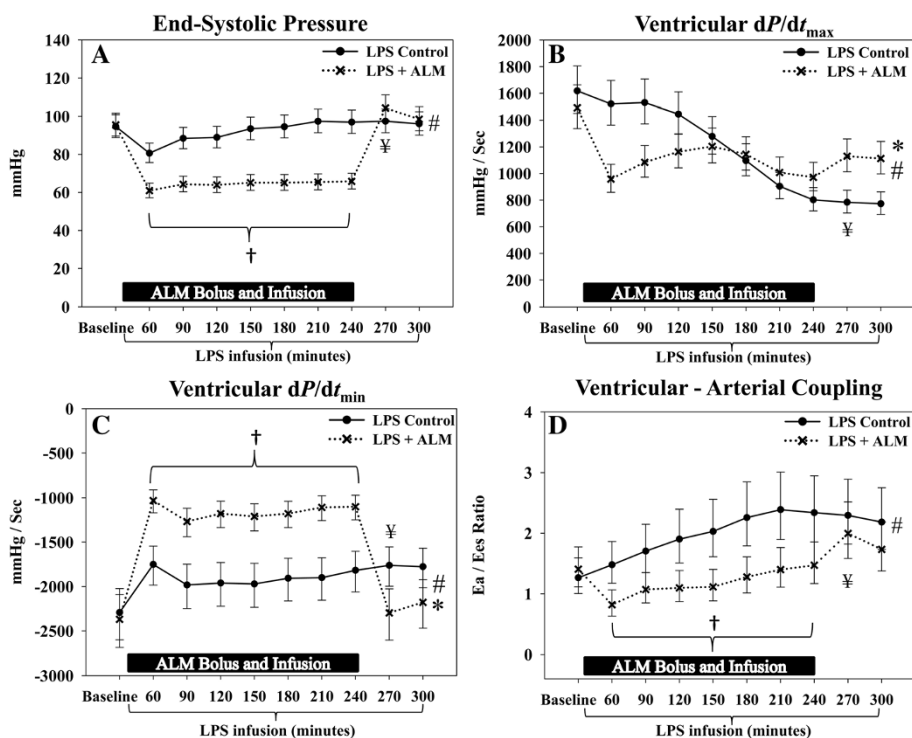 End-Systolic Pressure
A
LPS Control
LPS + ALM
mmHg
140
120
100
80
60
40
20
0
#
¥
†
ALM Bolus and Infusion
Baseline 60 90 120 150 180 210 240 270 300
LPS infusion (minutes)
Ventricular dP/dtmax
B
LPS Control
LPS + ALM
mmHg / Sec
2000
1800
1600
1400
1200
1000
800
600
400
200
0
*
#
¥
ALM Bolus and Infusion
Baseline 60 90 120 150 180 210 240 270 300
LPS infusion (minutes)
Ventricular dP/dtmin
C
LPS Control
LPS + ALM
mmHg / Sec
0
-500
-1000
-1500
-2000
-2500
-3000
†
¥
#
*
ALM Bolus and Infusion
Baseline 60 90 120 150 180 210 240 270 300
LPS infusion (minutes)
Ventricular - Arterial Coupling
D
LPS Control
LPS + ALM
Ea / Ees Ratio
4
3
2
1
0
#
¥
†
ALM Bolus and Infusion
Baseline 60 90 120 150 180 210 240 270 300
LPS infusion (minutes)